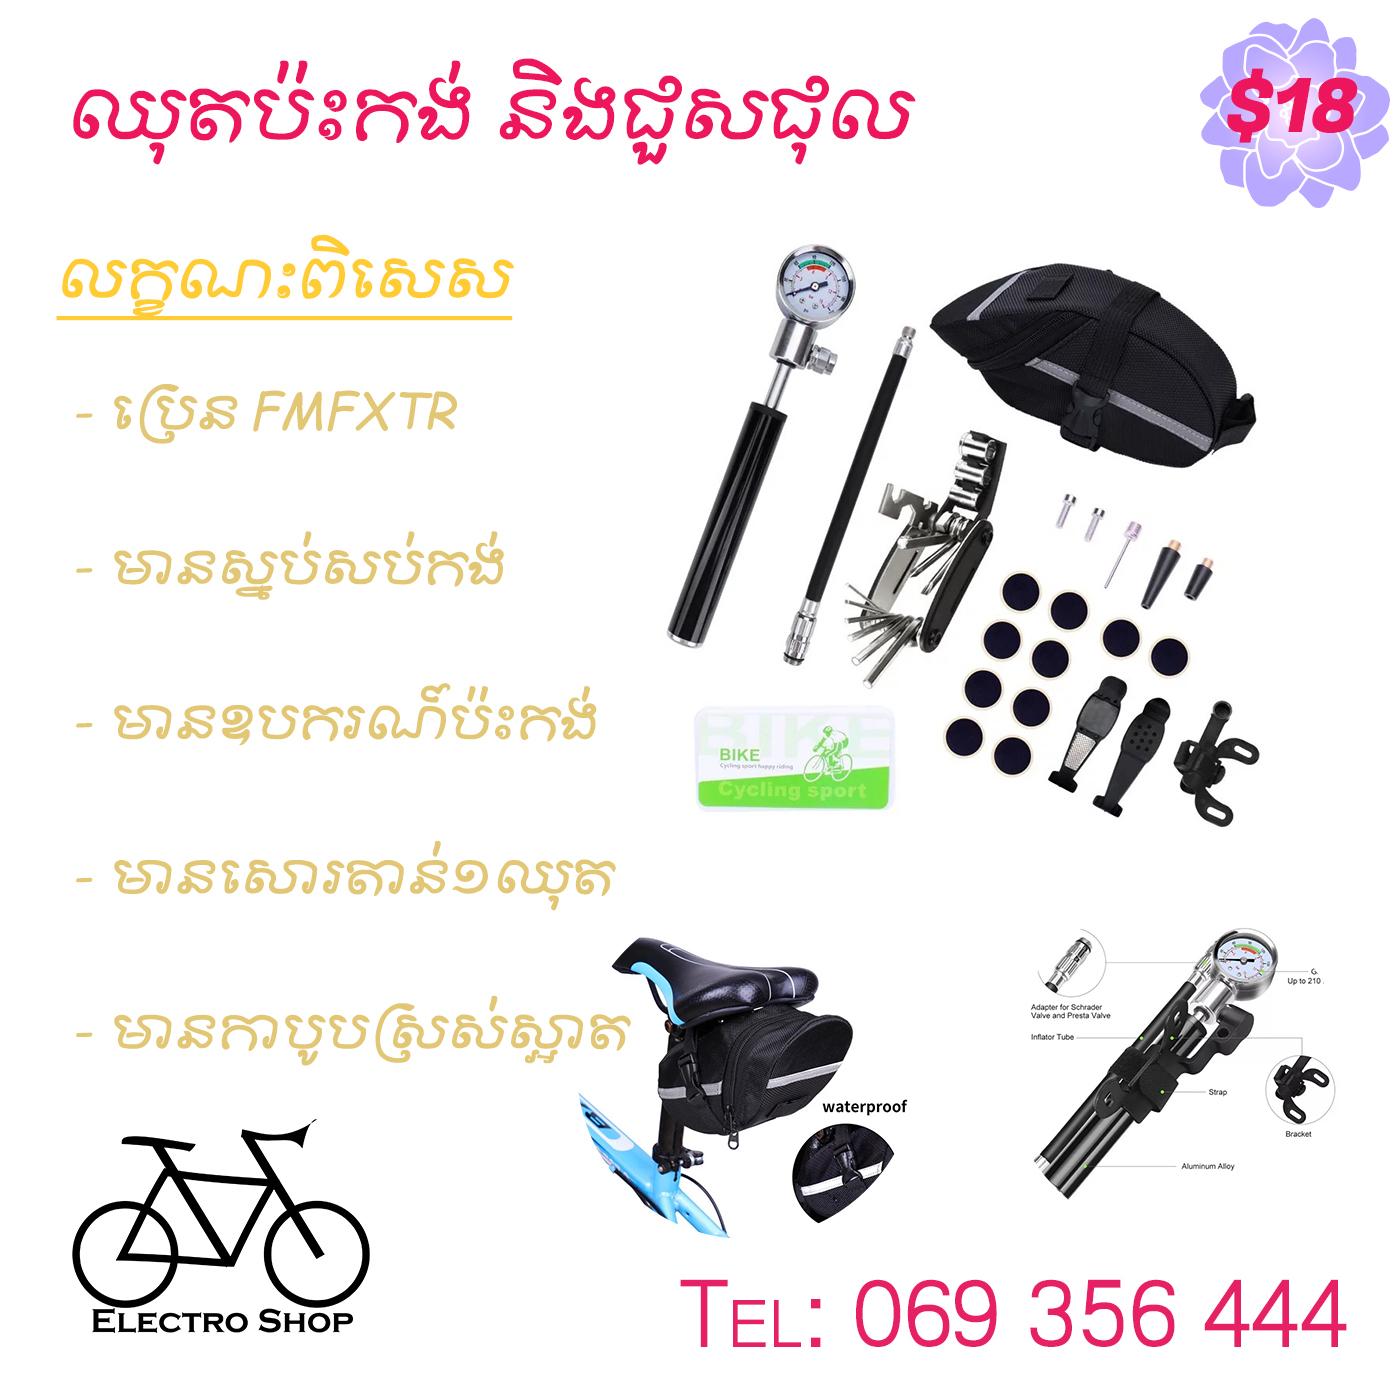 ឈុតប៉ះកង់ និងជួសជុល
$18
លក្ខណៈពិសេស
- ប្រេន FMFXTR
- មានស្នប់សប់កង់
- មានឧបករណ៍ប៉ះកង់
- មានសោរតាន់១ឈុត
- មានកាបូបស្រស់ស្អាត
BIKE
BIKE
Cycling sport happy riding
Cycling sport
waterproof
G.
Up to 210
Adapter for Schrader
Valve and Presta Valve
Inflator Tube
Strap
Bracket
Aluminum Alloy
ELECTRO SHOP
TEL: 069 356 444